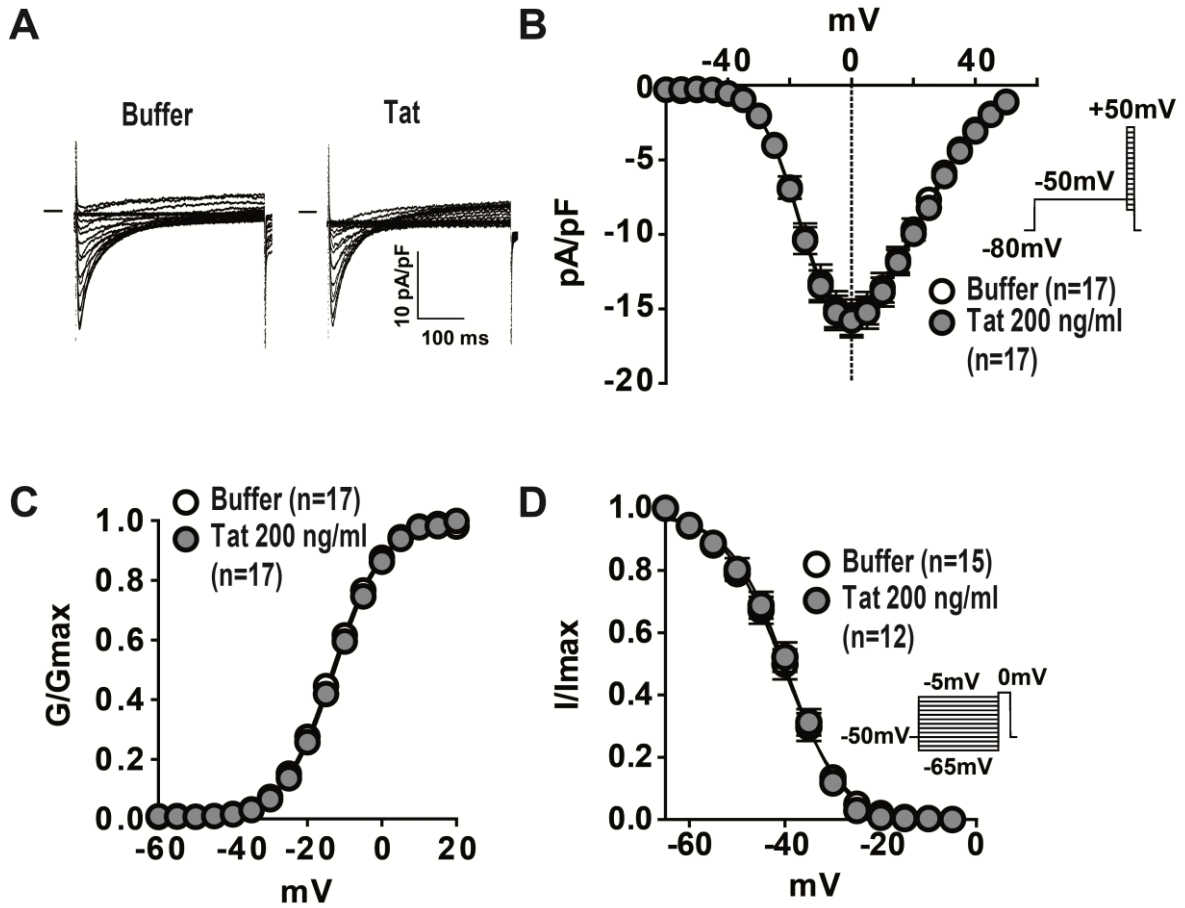 A
Buffer
Tat
10 pA/pF
100 ms
B
mV
-40 0 40
0
-5
-10
-15
-20
pA/pF
+50mV
-50mV
-80mV
Buffer (n=17)
Tat 200 ng/ml
(n=17)
C
Buffer (n=17)
Tat 200 ng/ml
(n=17)
1.0
0.8
0.6
0.4
0.2
0.0
G/Gmax
-60 -40 -20 0 20
mV
D
Buffer (n=15)
Tat 200 ng/ml
(n=12)
1.0
0.8
0.6
0.4
0.2
0.0
I/Imax
-5mV
0mV
-50mV
-65mV
-60 -40 -20 0
mV